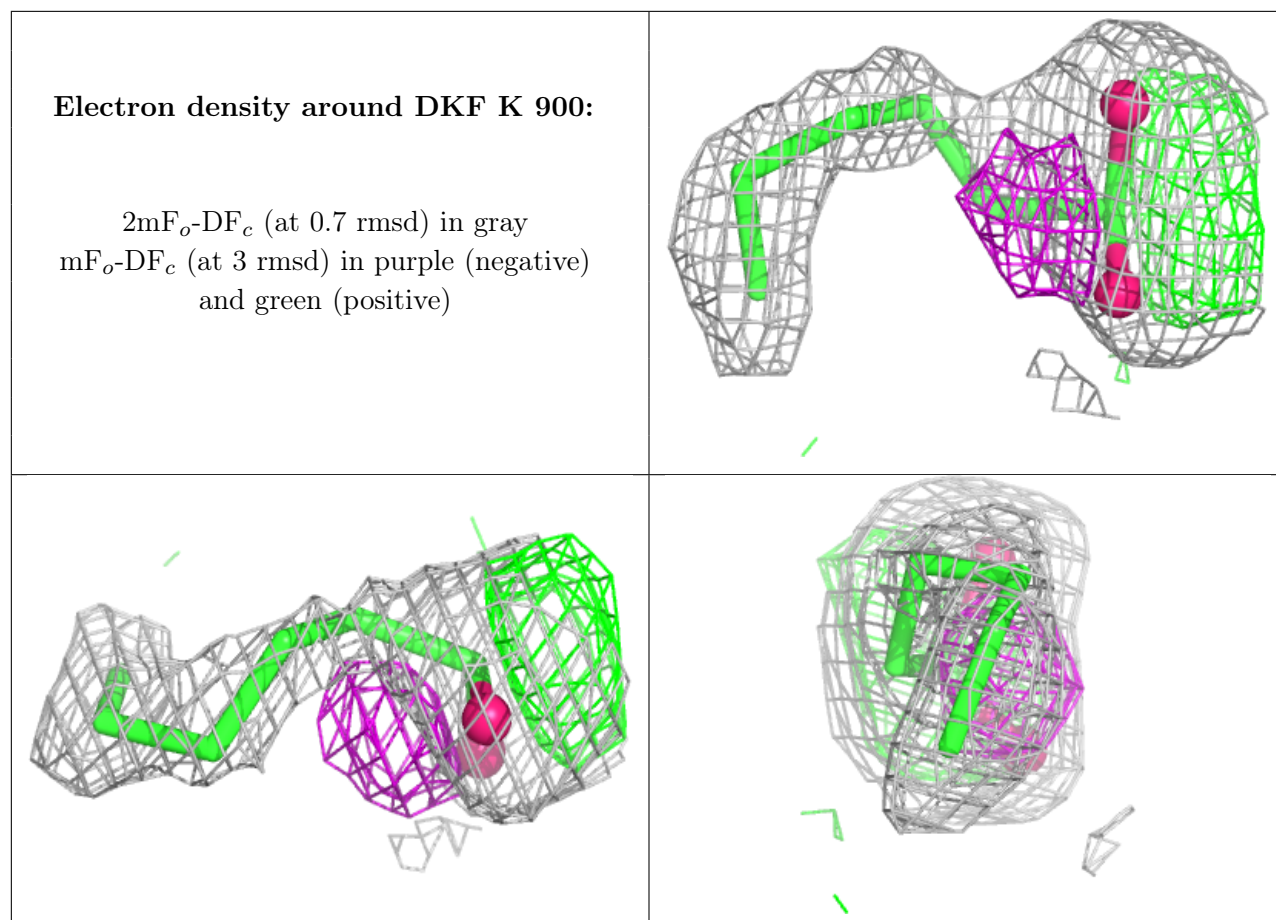 Electron density around DKF K 900:
2mFₒ-DF𝒸 (at 0.7 rmsd) in gray
mFₒ-DF𝒸 (at 3 rmsd) in purple (negative)
and green (positive)